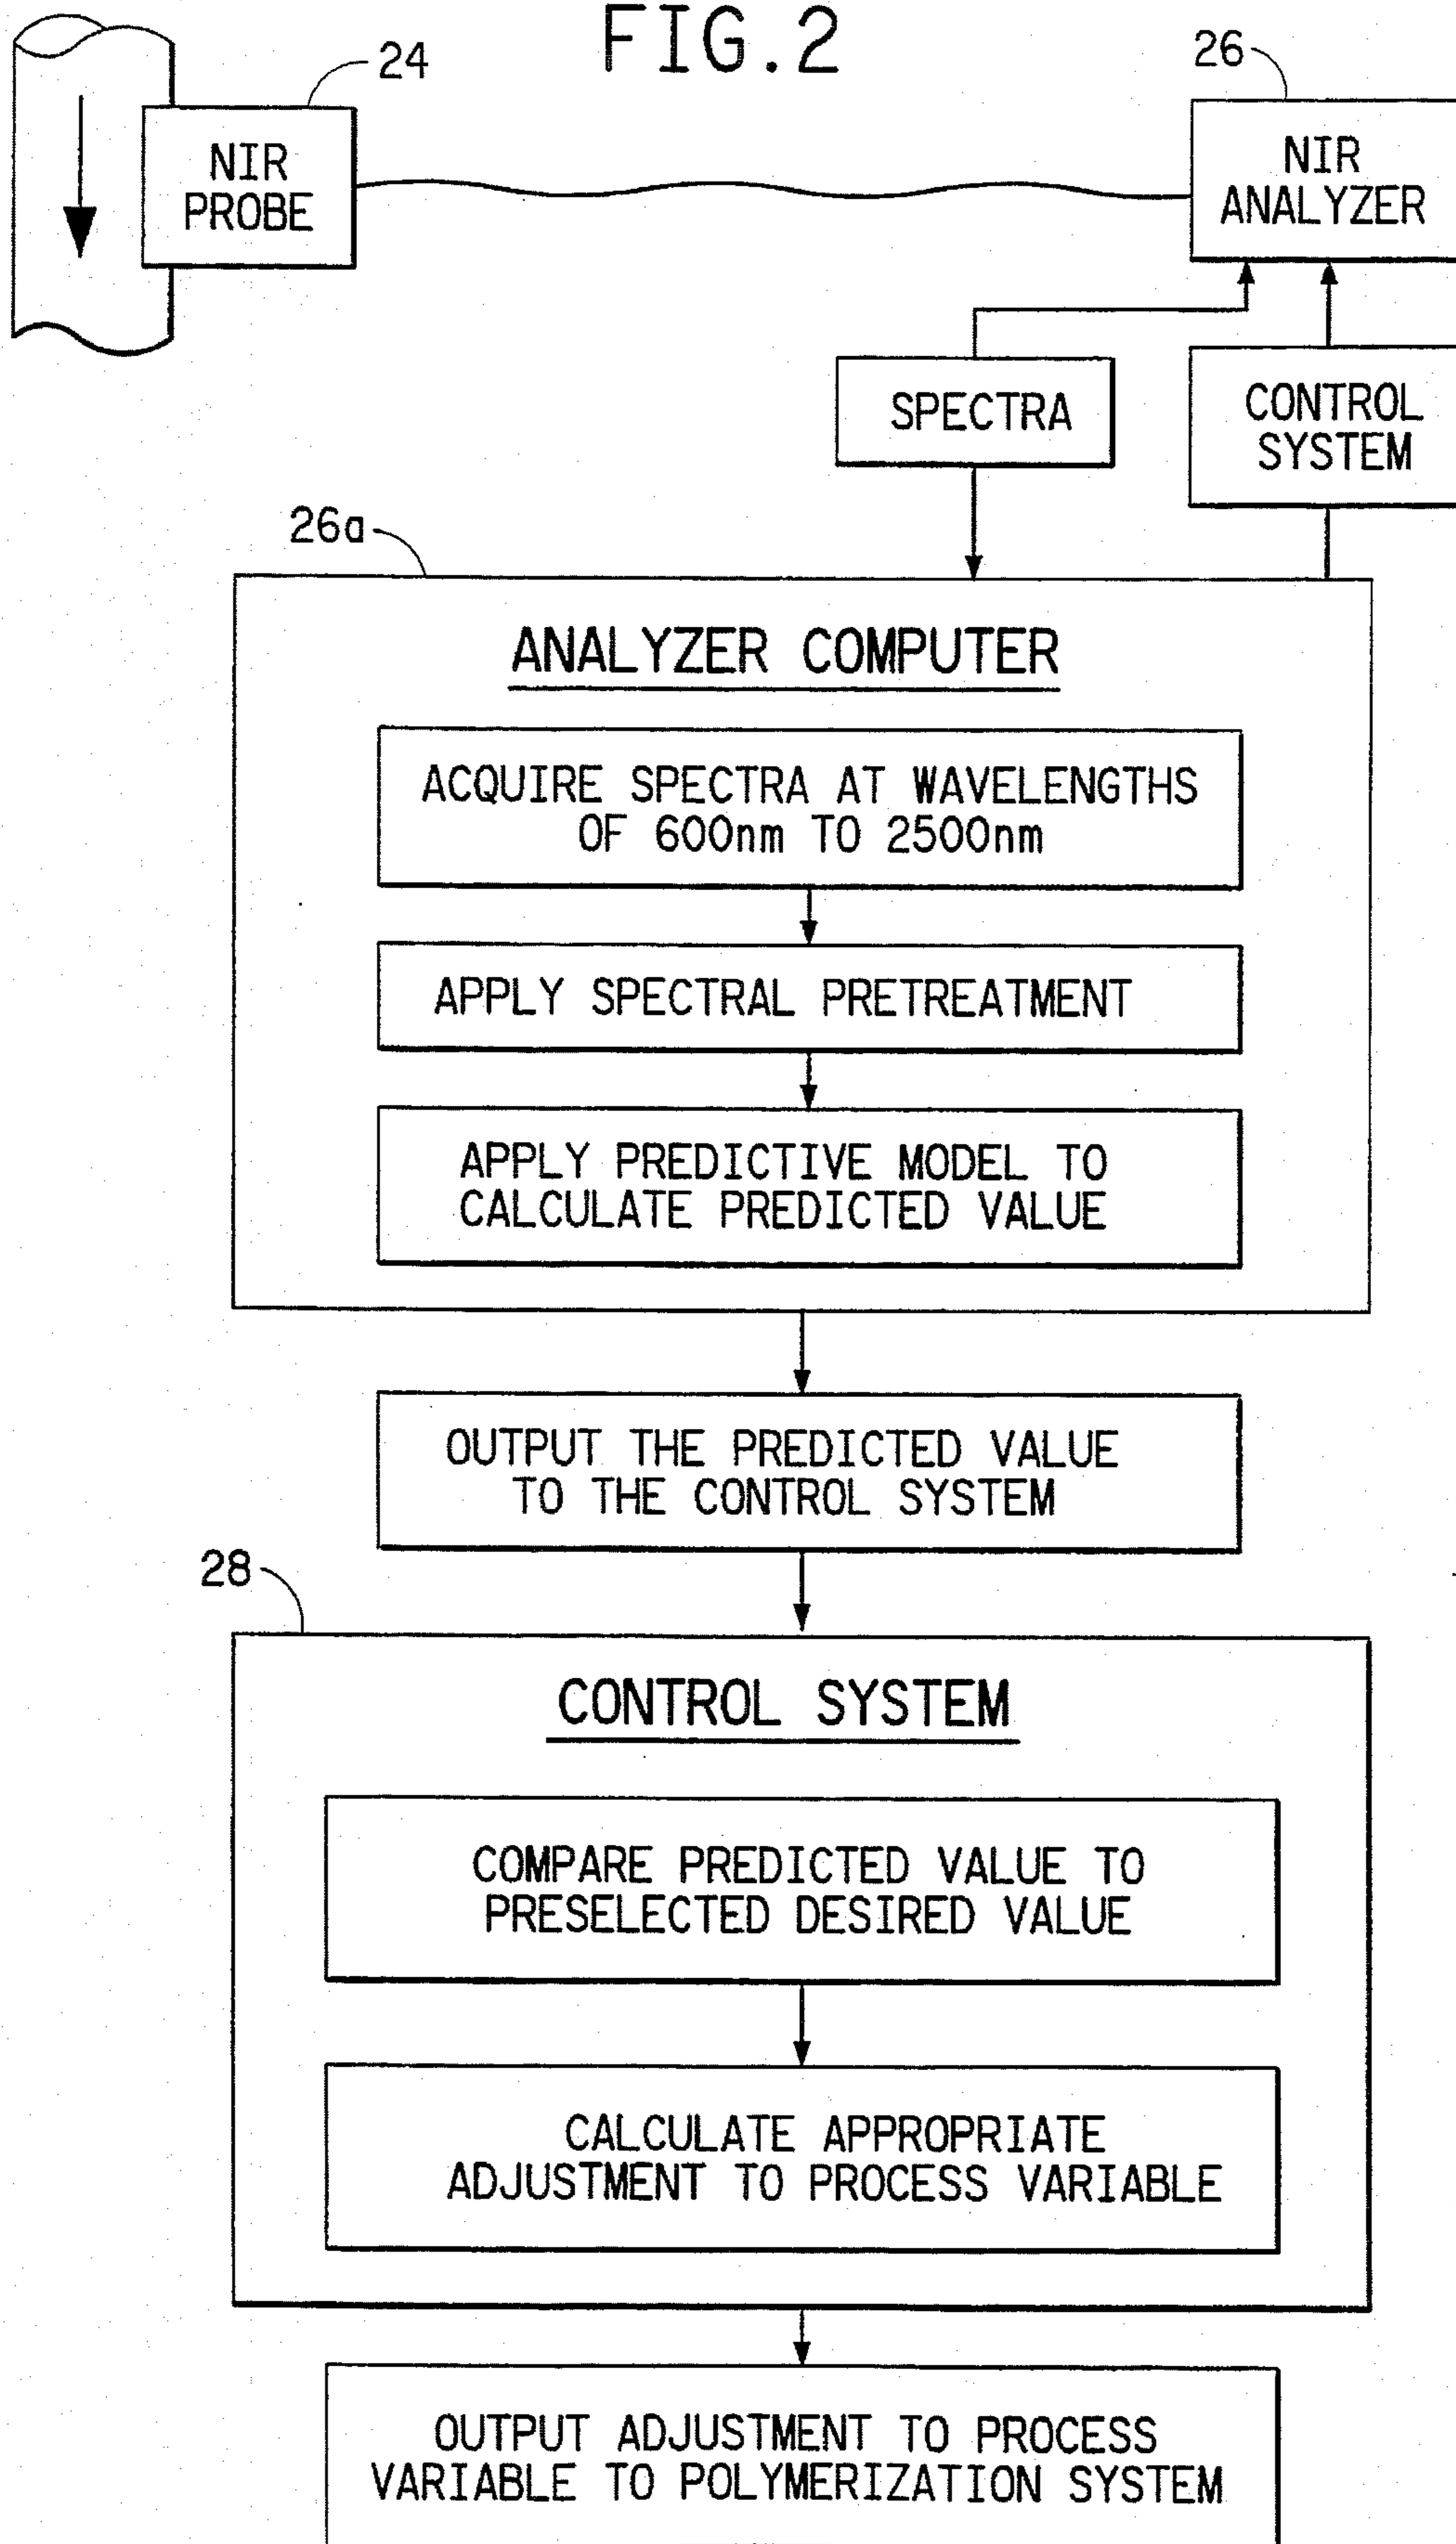 FIG.2
24
26
NIR
PROBE
NIR
ANALYZER
SPECTRA
CONTROL
SYSTEM
26a
ANALYZER COMPUTER
ACQUIRE SPECTRA AT WAVELENGTHS
OF 600nm TO 2500nm
APPLY SPECTRAL PRETREATMENT
APPLY PREDICTIVE MODEL TO
CALCULATE PREDICTED VALUE
OUTPUT THE PREDICTED VALUE
TO THE CONTROL SYSTEM
28
CONTROL SYSTEM
COMPARE PREDICTED VALUE TO
PRESELECTED DESIRED VALUE
CALCULATE APPROPRIATE
ADJUSTMENT TO PROCESS VARIABLE
OUTPUT ADJUSTMENT TO PROCESS
VARIABLE TO POLYMERIZATION SYSTEM